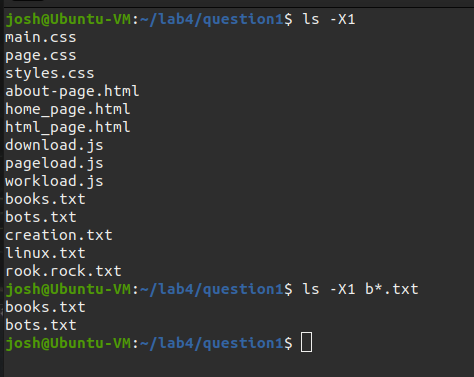 josh@Ubuntu-VM:~/lab4/question1$ ls -X1
main.css
page.css
styles.css
about-page.html
home_page.html
html_page.html
download.js
pageload.js
workload.js
books.txt
bots.txt
creation.txt
linux.txt
rook.rock.txt
josh@Ubuntu-VM:~/lab4/question1$ ls -X1 b*.txt
books.txt
bots.txt
josh@Ubuntu-VM:~/lab4/question1$